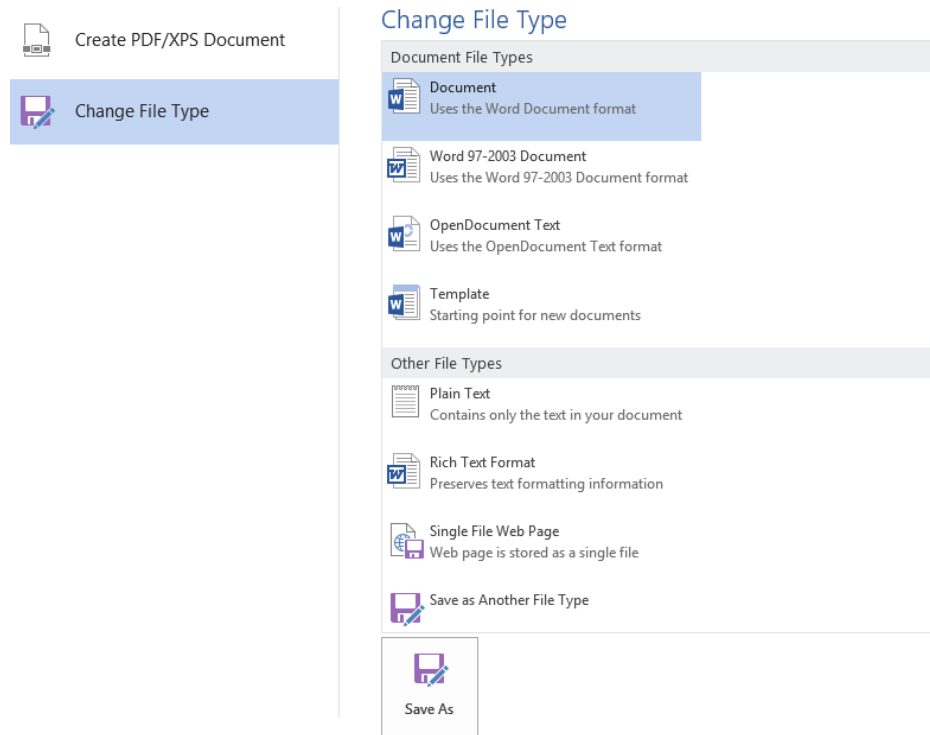 Create PDF/XPS Document
Change File Type
Change File Type
Document File Types
Document
Uses the Word Document format
Word 97-2003 Document
Uses the Word 97-2003 Document format
OpenDocument Text
Uses the OpenDocument Text format
Template
Starting point for new documents
Other File Types
Plain Text
Contains only the text in your document
Rich Text Format
Preserves text formatting information
Single File Web Page
Web page is stored as a single file
Save as Another File Type
Save As